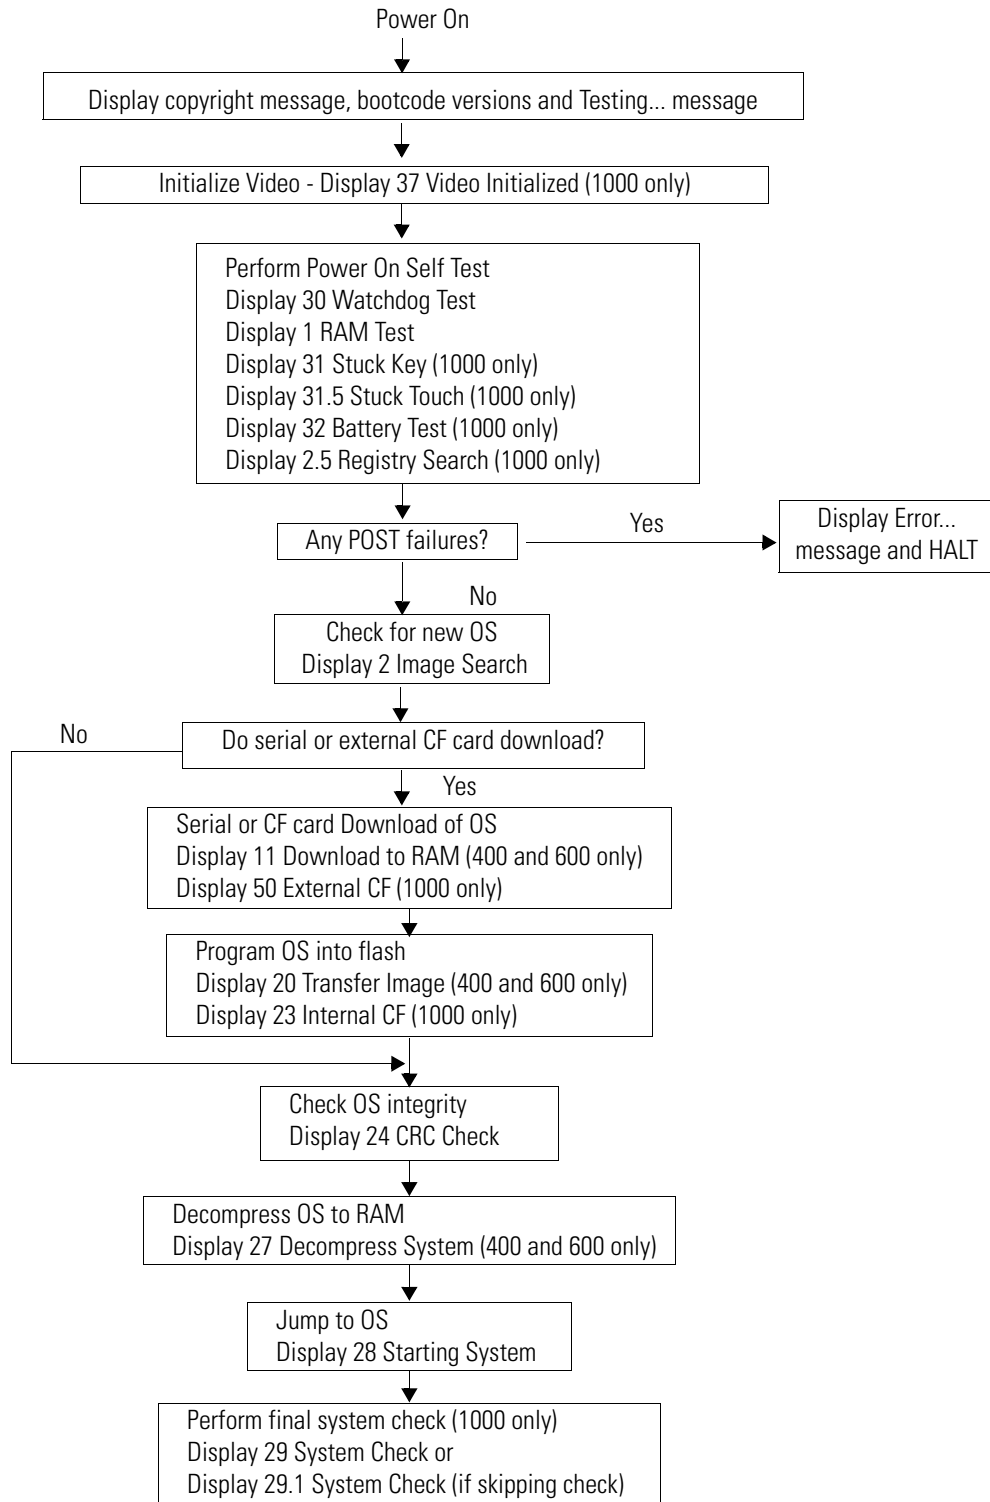 Power On
Display copyright message, bootcode versions and Testing... message
Initialize Video - Display 37 Video Initialized (1000 only)
Perform Power On Self Test
Display 30 Watchdog Test
Display 1 RAM Test
Display 31 Stuck Key (1000 only)
Display 31.5 Stuck Touch (1000 only)
Display 32 Battery Test (1000 only)
Display 2.5 Registry Search (1000 only)
Any POST failures?
Yes
Display Error...
message and HALT
No
Check for new OS
Display 2 Image Search
No
Do serial or external CF card download?
Yes
Serial or CF card Download of OS
Display 11 Download to RAM (400 and 600 only)
Display 50 External CF (1000 only)
Program OS into flash
Display 20 Transfer Image (400 and 600 only)
Display 23 Internal CF (1000 only)
Check OS integrity
Display 24 CRC Check
Decompress OS to RAM
Display 27 Decompress System (400 and 600 only)
Jump to OS
Display 28 Starting System
Perform final system check (1000 only)
Display 29 System Check or
Display 29.1 System Check (if skipping check)